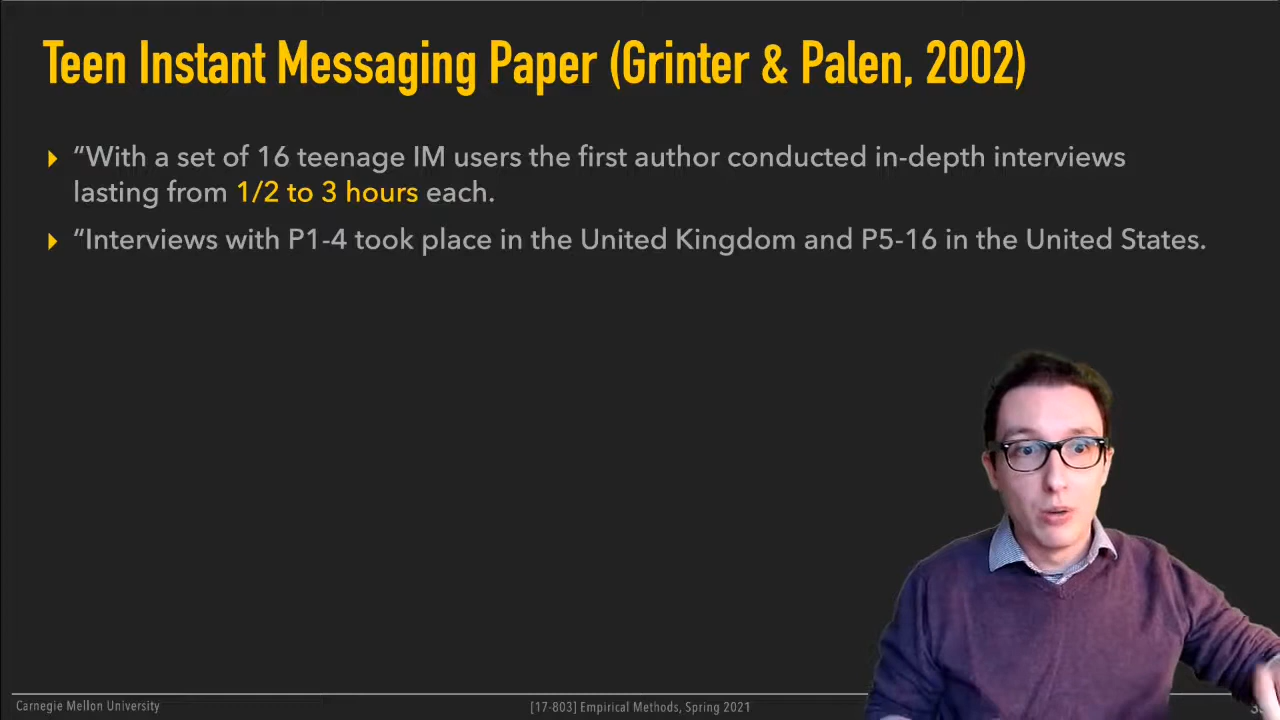 Teen Instant Messaging Paper (Grinter & Palen, 2002)
“With a set of 16 teenage IM users the first author conducted in-depth interviews
lasting from 1/2 to 3 hours each.
“Interviews with P1-4 took place in the United Kingdom and P5-16 in the United States.
Carnegie Mellon University
[17-803] Empirical Methods, Spring 2021